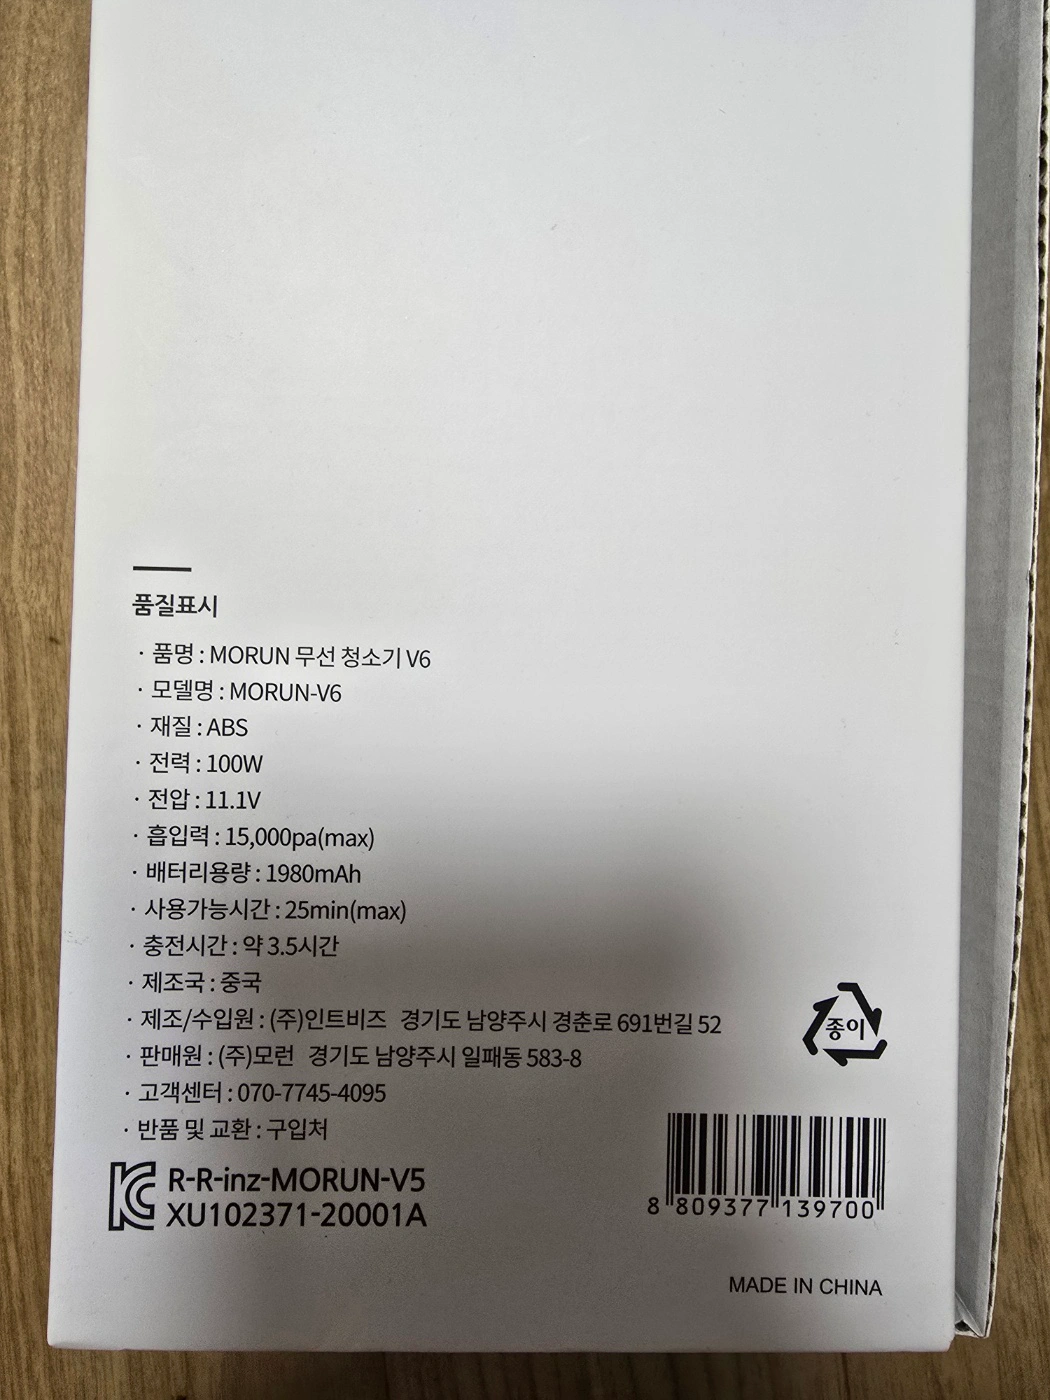 품질표시
· 품명 : MORUN 무선 청소기 V6
· 모델명 : MORUN-V6
· 재질 : ABS
· 전력 : 100W
· 전압 : 11.1V
· 흡입력 : 15,000pa(max)
· 배터리용량 : 1980mAh
· 사용가능시간 : 25min(max)
· 충전시간 : 약 3.5시간
· 제조국 : 중국
· 제조/수입원 : (주)인트비즈 경기도 남양주시 경춘로 691번길 52
· 판매원 : (주)모런 경기도 남양주시 일패동 583-8
· 고객센터 : 070-7745-4095
· 반품 및 교환 : 구입처
R-R-inz-MORUN-V5
XU102371-20001A
종이
8 809377 139700
MADE IN CHINA